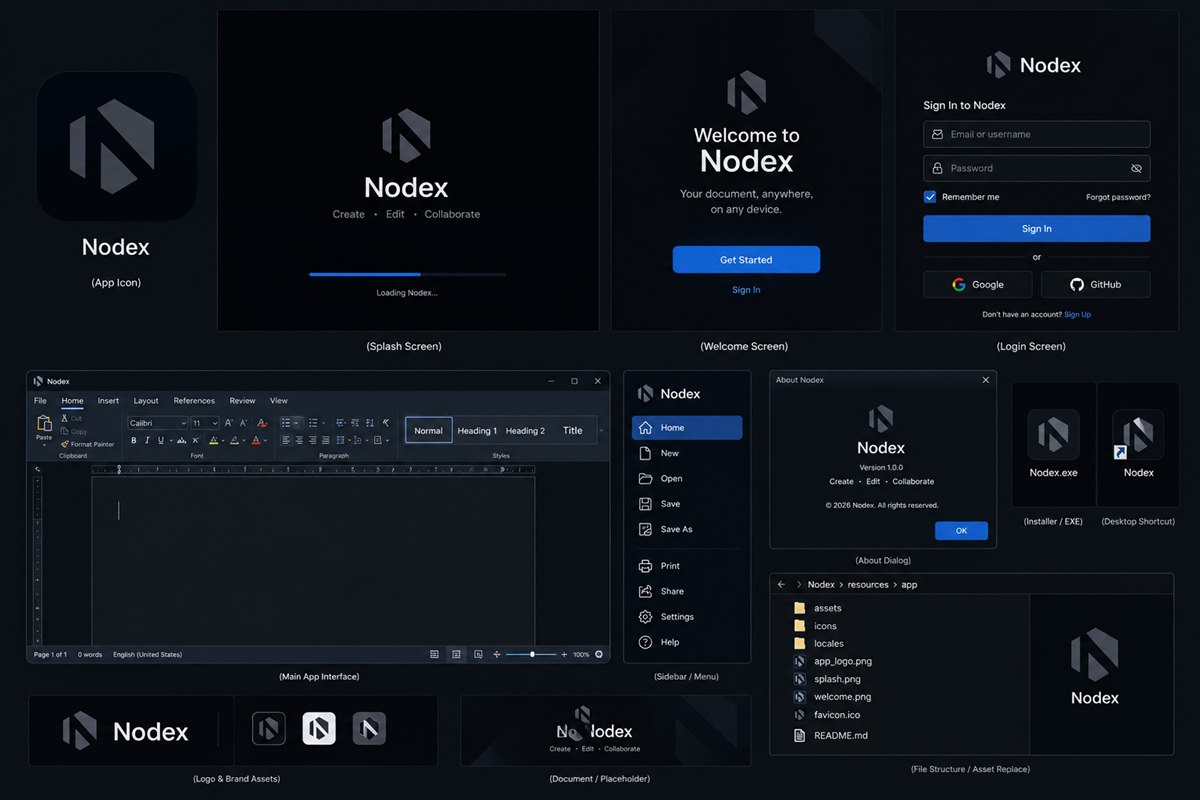 Nodex
(App Icon)
Nodex
Create • Edit • Collaborate
Loading Nodex...
(Splash Screen)
Welcome to
Nodex
Your document, anywhere,
on any device.
Get Started
Sign In
(Welcome Screen)
Nodex
Sign In to Nodex
Email or username
Password
Remember me
Forgot password?
Sign In
or
Google
GitHub
Don't have an account? Sign Up
(Login Screen)
Nodex
File Home Insert Layout References Review View
Paste
Cut
Copy
Format Painter
Clipboard
Calibri
11
B I U
Font
Paragraph
Normal
Heading 1
Heading 2
Title
Styles
Page 1 of 1
0 words
English (United States)
100%
(Main App Interface)
Nodex
Home
New
Open
Save
Save As
Print
Share
Settings
Help
(Sidebar / Menu)
About Nodex
Nodex
Version 1.0.0
Create • Edit • Collaborate
© 2026 Nodex. All rights reserved.
OK
(About Dialog)
Nodex.exe
(Installer / EXE)
Nodex
(Desktop Shortcut)
Nodex > resources > app
assets
icons
locales
app_logo.png
splash.png
welcome.png
favicon.ico
README.md
Nodex
(File Structure / Asset Replace)
Nodex
(Logo & Brand Assets)
Create • Edit • Collaborate
(Document / Placeholder)